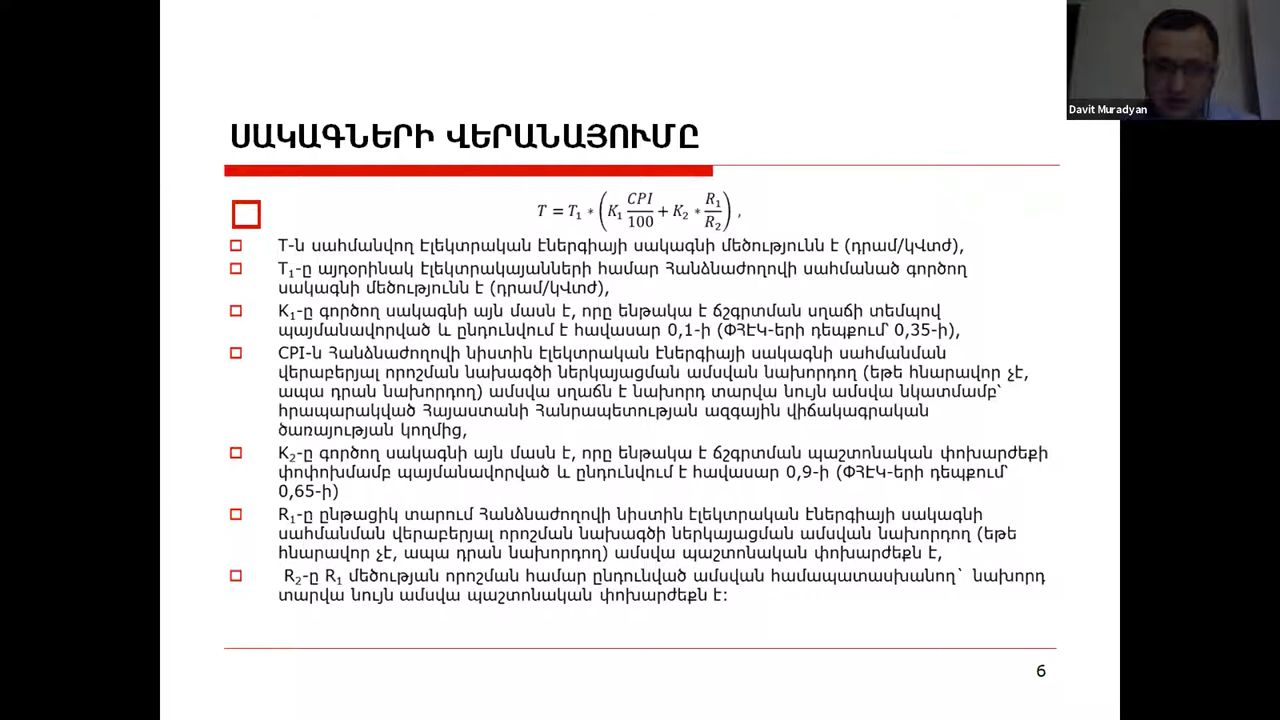 Davit Muradyan
ՍԱԿԱԳՆԵՐԻ ՎԵՐԱՆԱՅՈՒՄԸ
T = T₁ * (K₁ CPI/100 + K₂ * R₁/R₂) ,
T-ն սահմանվող էլեկտրական էներգիայի սակագնի մեծությունն է (դրամ/կՎտժ),
T₁-ը այդօրինակ էլեկտրակայանների համար Հանձնաժողովի սահմանած գործող
սակագնի մեծությունն է (դրամ/կՎտժ),
K₁-ը գործող սակագնի այն մասն է, որը ենթակա է ճշգրտման սղաճի տեմպով
պայմանավորված և ընդունվում է հավասար 0,1-ի (ՓՀԷԿ-երի դեպքում՝ 0,35-ի),
CPI-ն Հանձնաժողովի նիստին էլեկտրական էներգիայի սակագնի սահմանման
վերաբերյալ որոշման նախագծի ներկայացման ամսվան նախորդող (եթե հնարավոր չէ,
ապա դրան նախորդող) ամսվա սղաճն է նախորդ տարվա նույն ամսվա նկատմամբ՝
հրապարակված Հայաստանի Հանրապետության ազգային վիճակագրական
ծառայության կողմից,
K₂-ը գործող սակագնի այն մասն է, որը ենթակա է ճշգրտման պաշտոնական փոխարժեքի
փոփոխմամբ պայմանավորված և ընդունվում է հավասար 0,9-ի (ՓՀԷԿ-երի դեպքում՝
0,65-ի)
R₁-ը ընթացիկ տարում Հանձնաժողովի նիստին էլեկտրական էներգիայի սակագնի
սահմանման վերաբերյալ որոշման նախագծի ներկայացման ամսվան նախորդող (եթե
հնարավոր չէ, ապա դրան նախորդող) ամսվա պաշտոնական փոխարժեքն է,
R₂-ը R₁ մեծության որոշման համար ընդունված ամսվան համապատասխանող` նախորդ
տարվա նույն ամսվա պաշտոնական փոխարժեքն է:
6